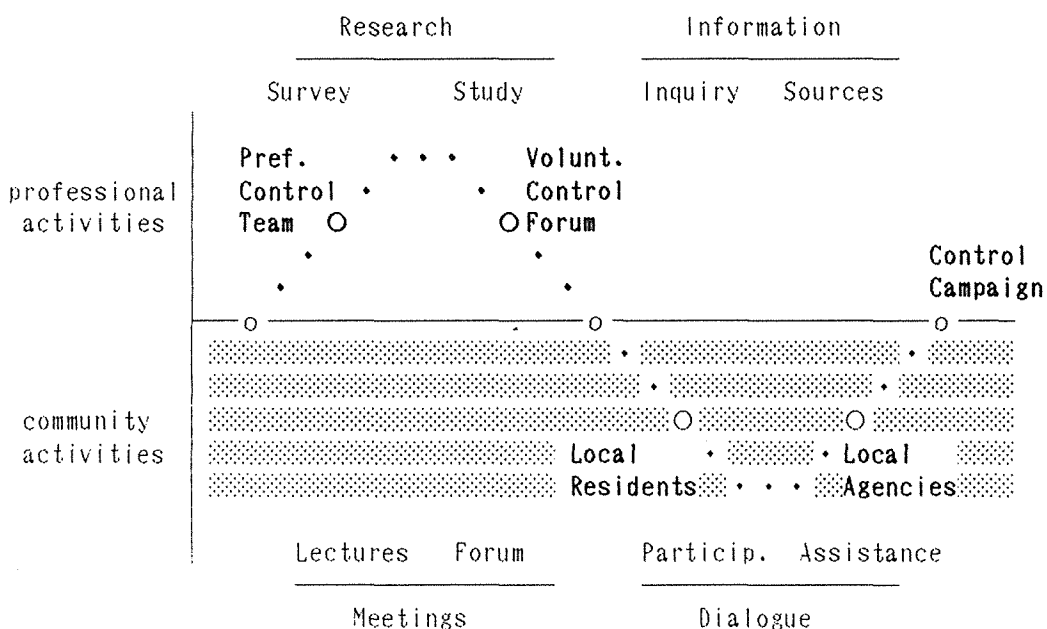 Research Information
Survey Study Inquiry Sources
Pref. Volunt.
professional Control Control
activities Team Forum
Control
Campaign
community
activities Local Local
Residents Agencies
Lectures Forum Particip. Assistance
Meetings Dialogue